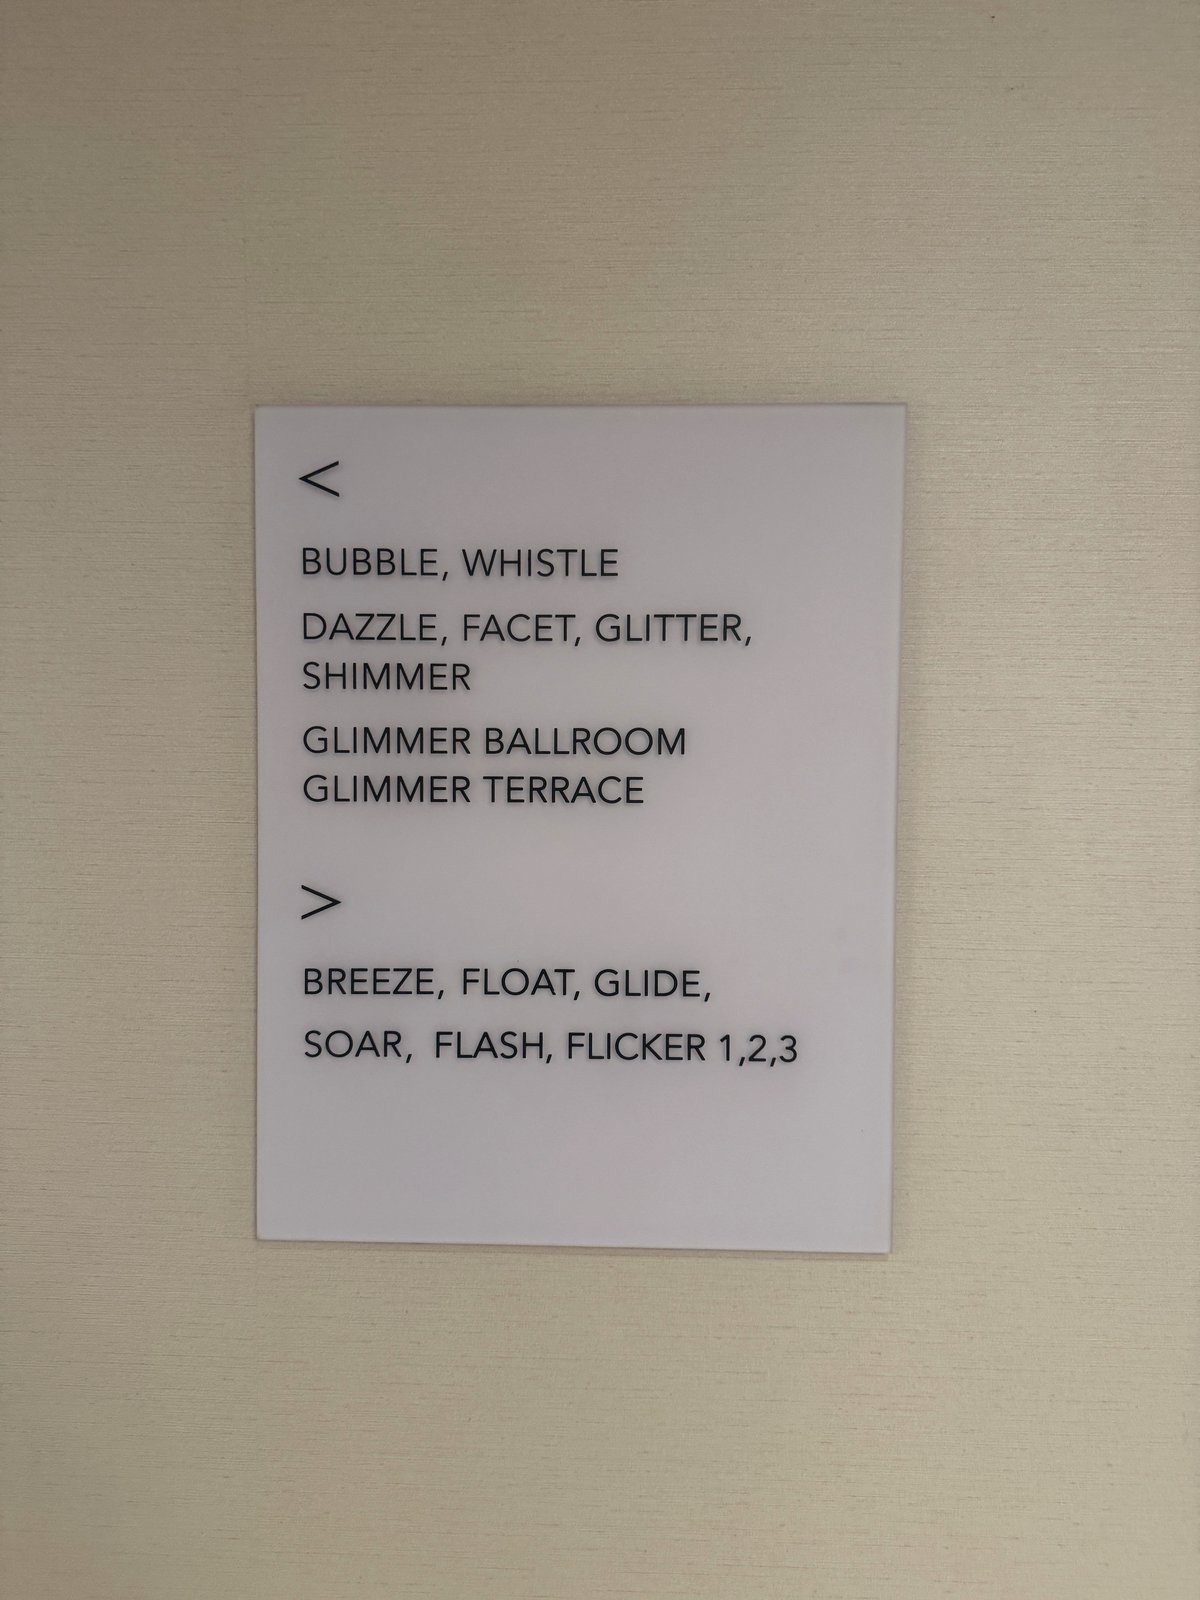 <
BUBBLE, WHISTLE
DAZZLE, FACET, GLITTER,
SHIMMER
GLIMMER BALLROOM
GLIMMER TERRACE
>
BREEZE, FLOAT, GLIDE,
SOAR, FLASH, FLICKER 1,2,3